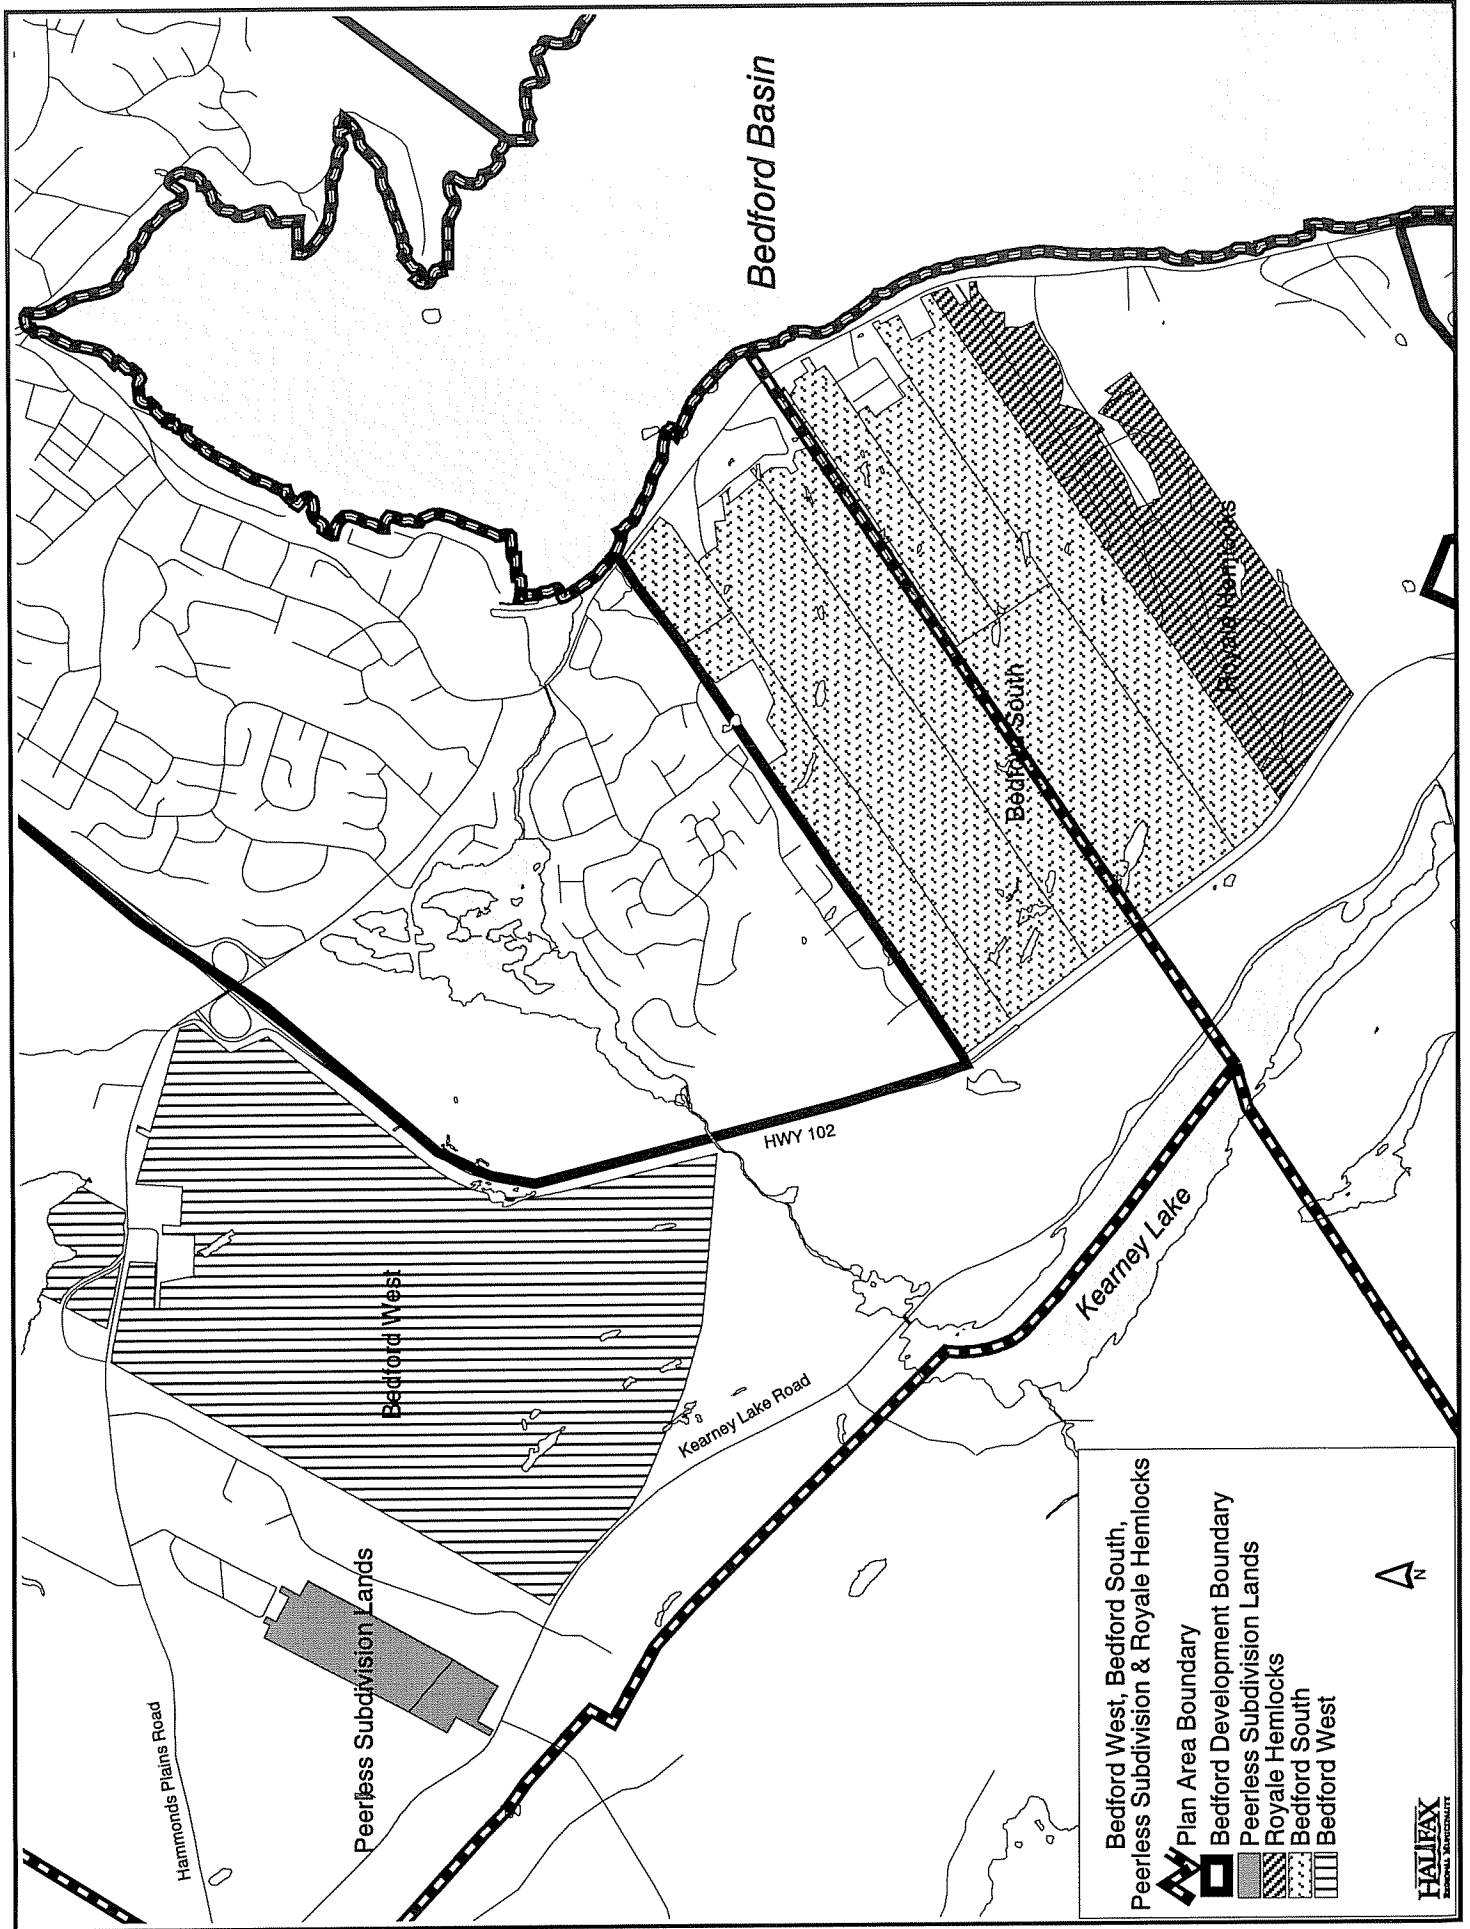 Bedford Basin
Bedford South
Royale Hemlocks
HWY 102
Kearney Lake
Bedford West
Kearney Lake Road
Peerless Subdivision Lands
Hammonds Plains Road
Bedford West, Bedford South,
Peerless Subdivision & Royale Hemlocks
Plan Area Boundary
Bedford Development Boundary
Peerless Subdivision Lands
Royale Hemlocks
Bedford South
Bedford West
N
HALIFAX
REGIONAL MUNICIPALITY